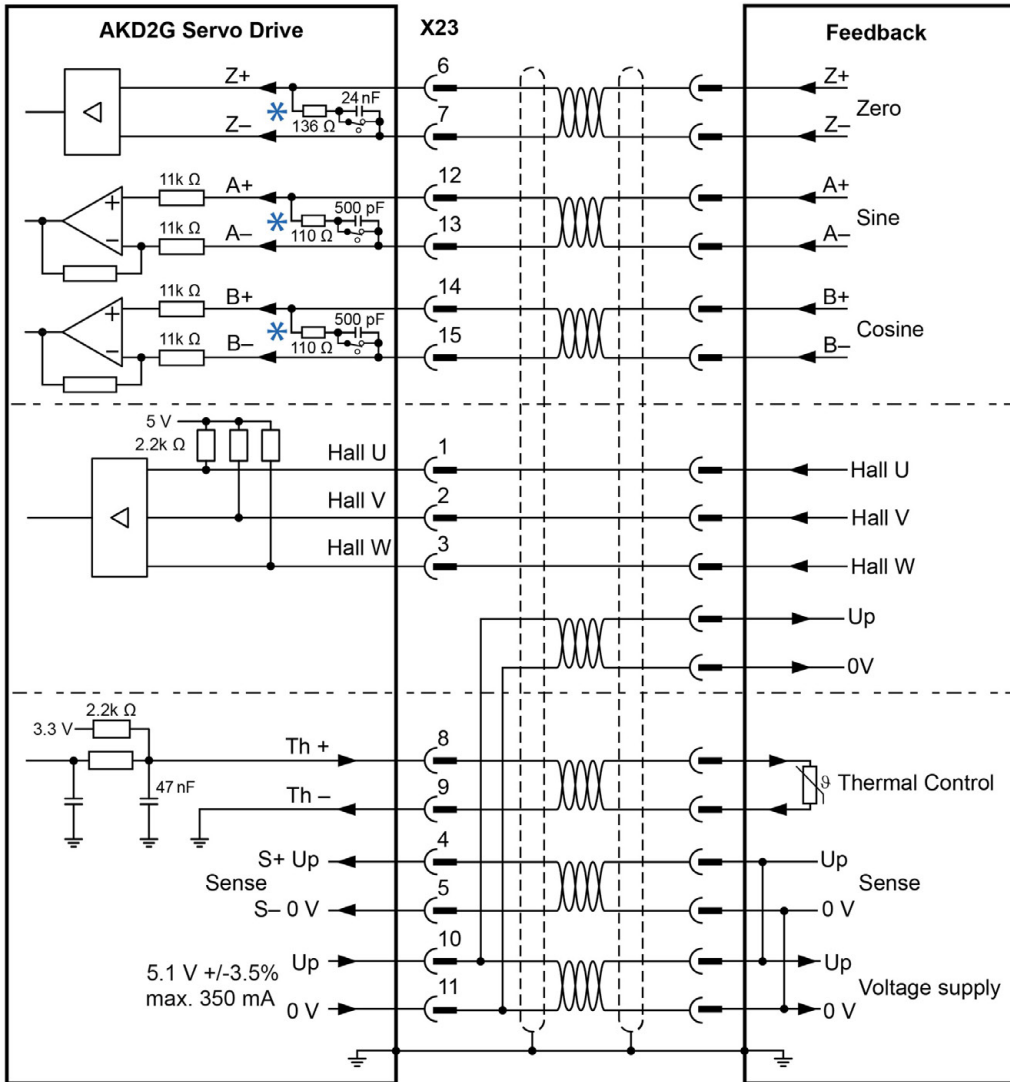 AKD2G Servo Drive
X23
Feedback
Z+
6
Z+
24 nF
*
136 Ω
Zero
Z–
7
Z–
11k Ω
A+
12
A+
500 pF
*
110 Ω
Sine
11k Ω
A–
13
A–
11k Ω
B+
14
B+
500 pF
*
110 Ω
Cosine
11k Ω
B–
15
B–
5 V
2.2k Ω
Hall U
1
Hall U
Hall V
2
Hall V
Hall W
3
Hall W
Up
0V
2.2k Ω
3.3 V
Th +
8
47 nF
ϑ Thermal Control
Th –
9
S+ Up
4
Up
Sense
Sense
S– 0 V
5
0 V
Up
10
Up
5.1 V +/-3.5%
max. 350 mA
Voltage supply
0 V
11
0 V